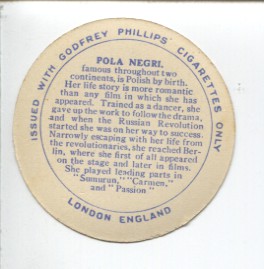 ISSUED WITH GODFREY PHILLIPS' CIGARETTES ONLY
POLA NEGRI.
famous throughout two
continents, is Polish by birth.
Her life story is more romantic
than any film in which she has
appeared. Trained as a dancer, she
gave up the work to follow the drama,
and when the Russian Revolution
started she was on her way to success.
Narrowly escaping with her life from
the revolutionaries, she reached Ber-
lin, where she first of all appeared
on the stage and later in films.
She played leading parts in
"Sumurun," "Carmen,"
and "Passion"
LONDON ENGLAND